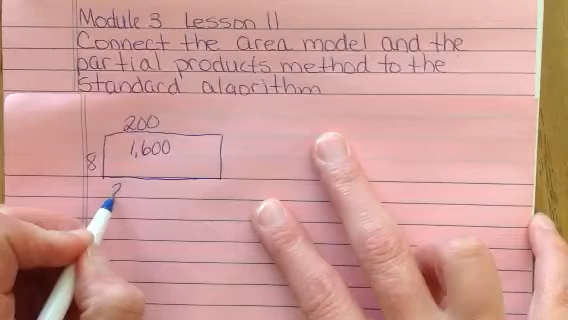 Module 3 Lesson 11
Connect the area model and the
partial products method to the
standard algorithm
200
1,600
8
2